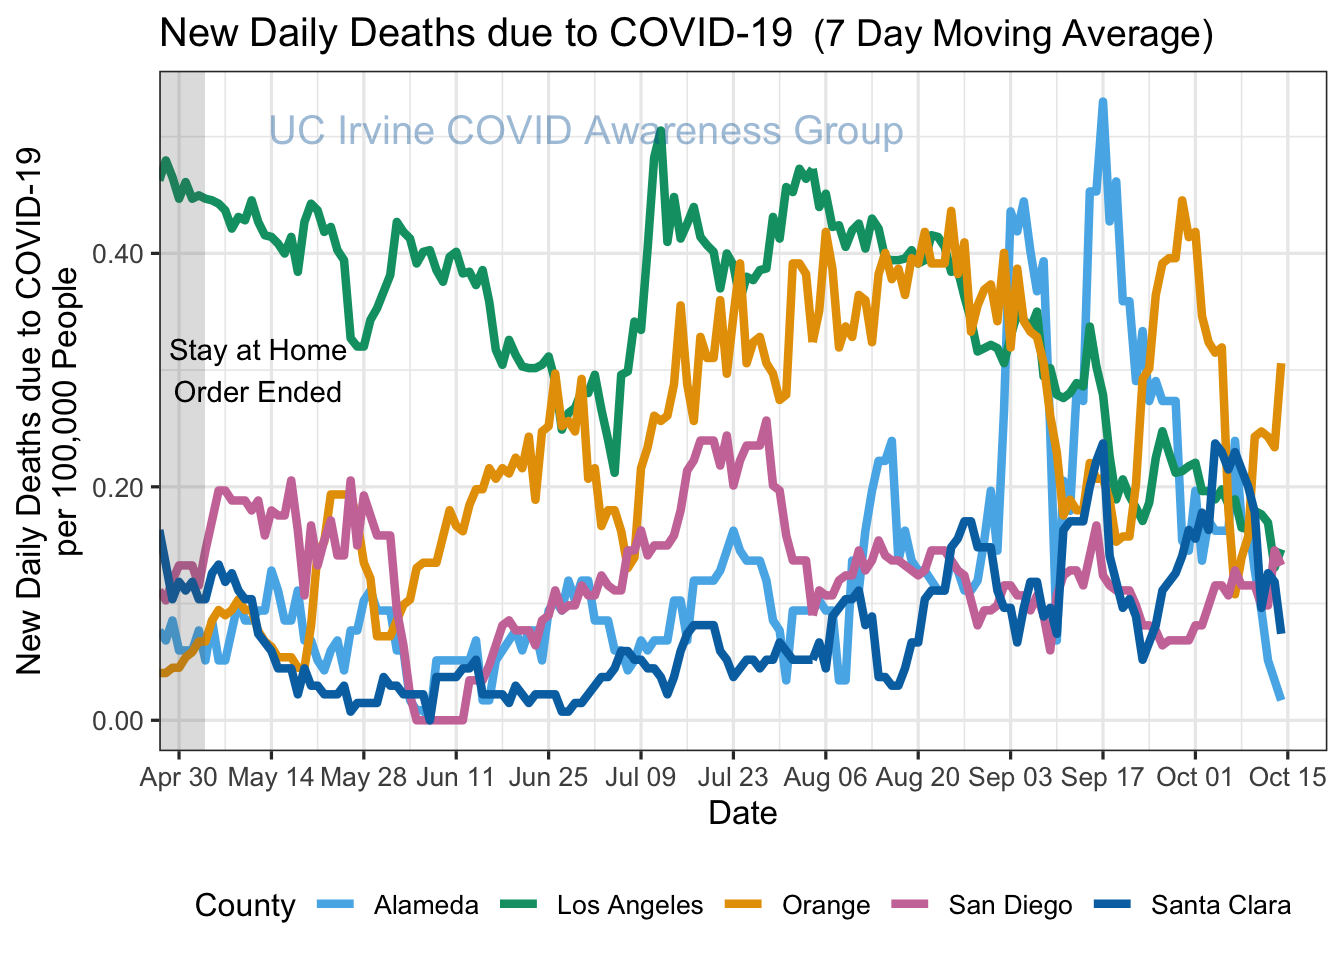 New Daily Deaths due to COVID-19 (7 Day Moving Average)
UC Irvine COVID Awareness Group
New Daily Deaths due to COVID-19
per 100,000 People
0.40
0.20
0.00
Stay at Home
Order Ended
Apr 30 May 14 May 28 Jun 11 Jun 25 Jul 09 Jul 23 Aug 06 Aug 20 Sep 03 Sep 17 Oct 01 Oct 15
Date
County Alameda Los Angeles Orange San Diego Santa Clara